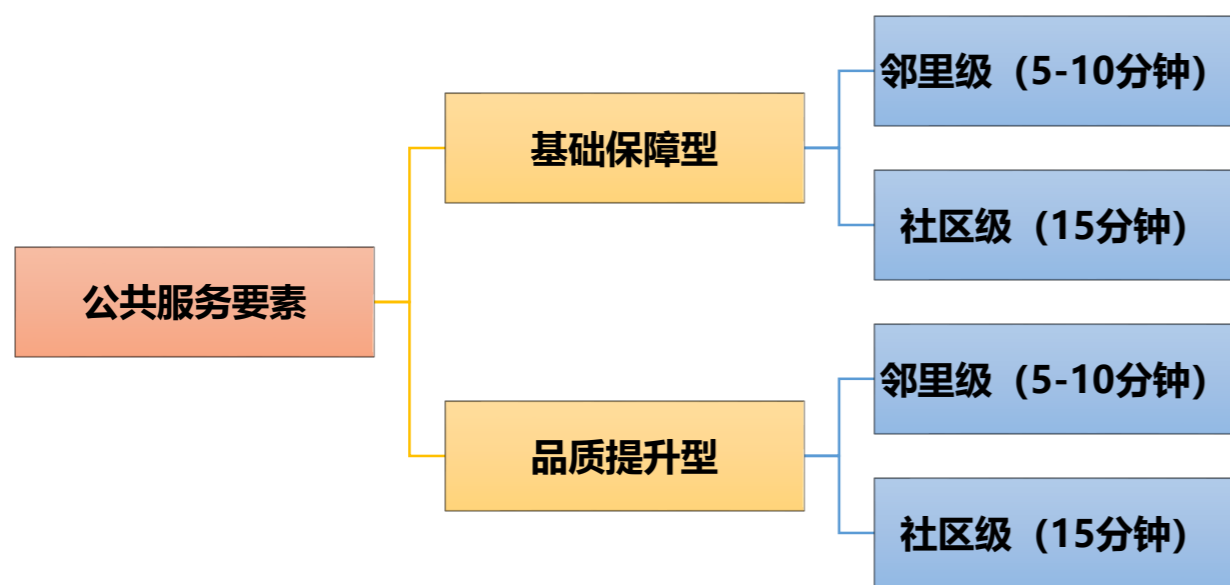 公共服务要素
基础保障型
邻里级（5-10分钟）
社区级（15分钟）
品质提升型
邻里级（5-10分钟）
社区级（15分钟）